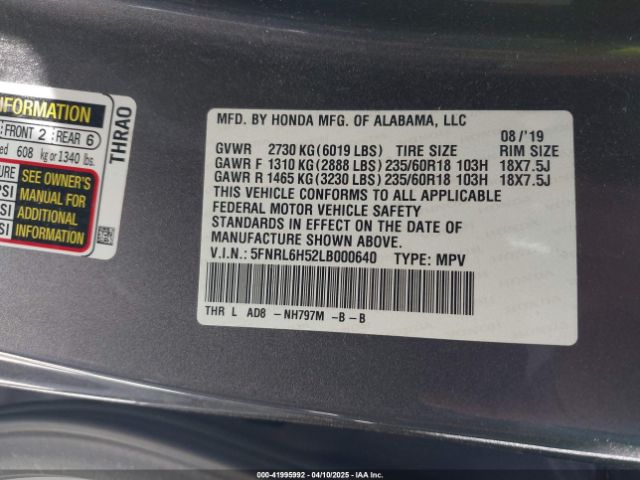 INFORMATION
FRONT 2 REAR 6
608 kg or 1340 lbs.
SEE OWNER'S
MANUAL FOR
ADDITIONAL
INFORMATION
THRA0
MFD. BY HONDA MFG. OF ALABAMA, LLC
08/'19
GVWR 2730 KG (6019 LBS) TIRE SIZE RIM SIZE
GAWR F 1310 KG (2888 LBS) 235/60R18 103H 18X7.5J
GAWR R 1465 KG (3230 LBS) 235/60R18 103H 18X7.5J
THIS VEHICLE CONFORMS TO ALL APPLICABLE
FEDERAL MOTOR VEHICLE SAFETY
STANDARDS IN EFFECT ON THE DATE OF
MANUFACTURE SHOWN ABOVE.
V.I.N.: 5FNRL6H52LB000640 TYPE: MPV
THR L AD8 -NH797M -B-B
000-41995992 - 04/10/2025 - IAAI Inc.